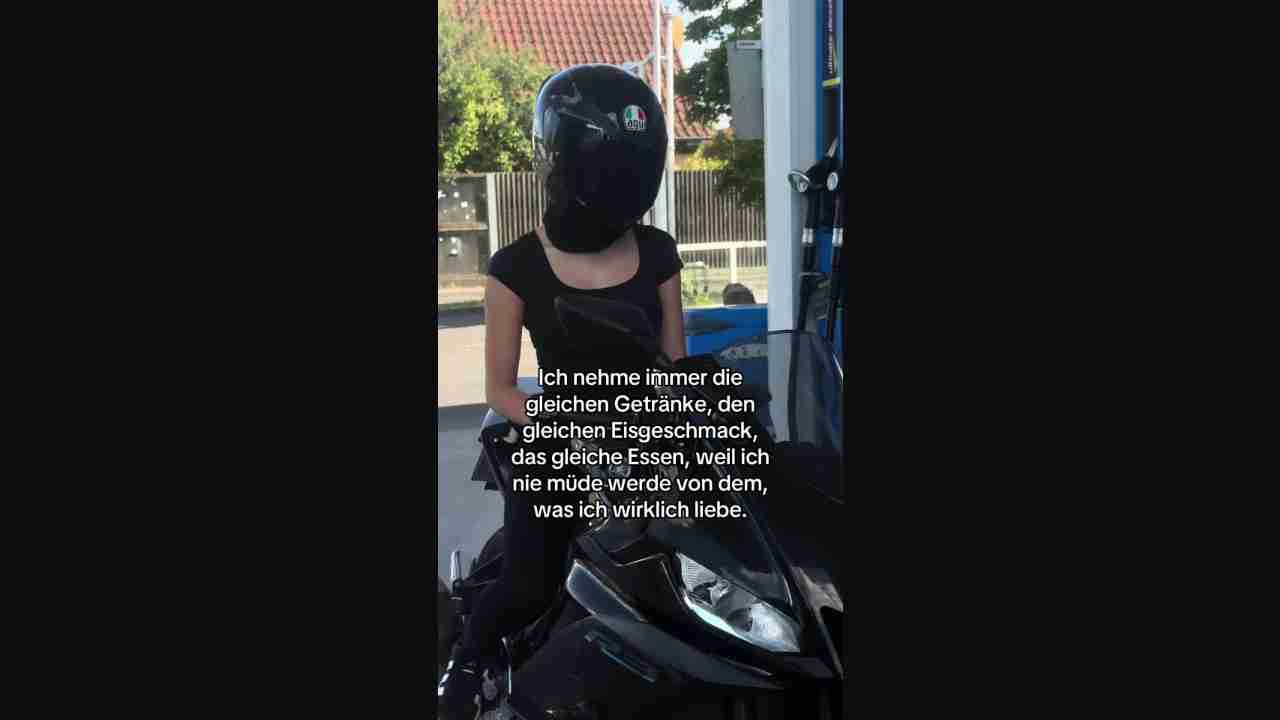 agv
Ich nehme immer die
gleichen Getränke, den
gleichen Eisgeschmack,
das gleiche Essen, weil ich
nie müde werde von dem,
was ich wirklich liebe.